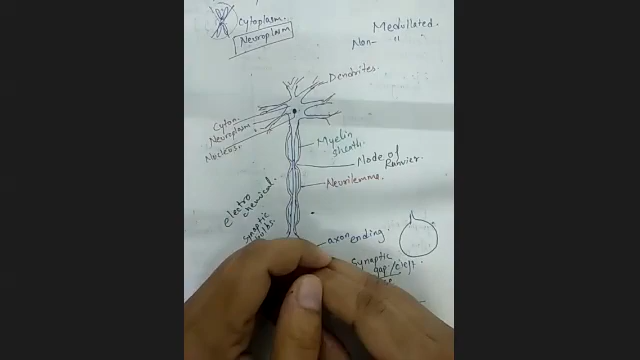 Cytoplasm.
Neuroplasm
Medullated.
Non- "
Dendrites.
Cyton.
Neuroplasm.
Nucleus.
Myelin
sheath.
Node of
Ranvier.
Neurilemma.
electro
chemical.
synaptic
bulbs.
axon
ending.
Synaptic
gap/cleft.